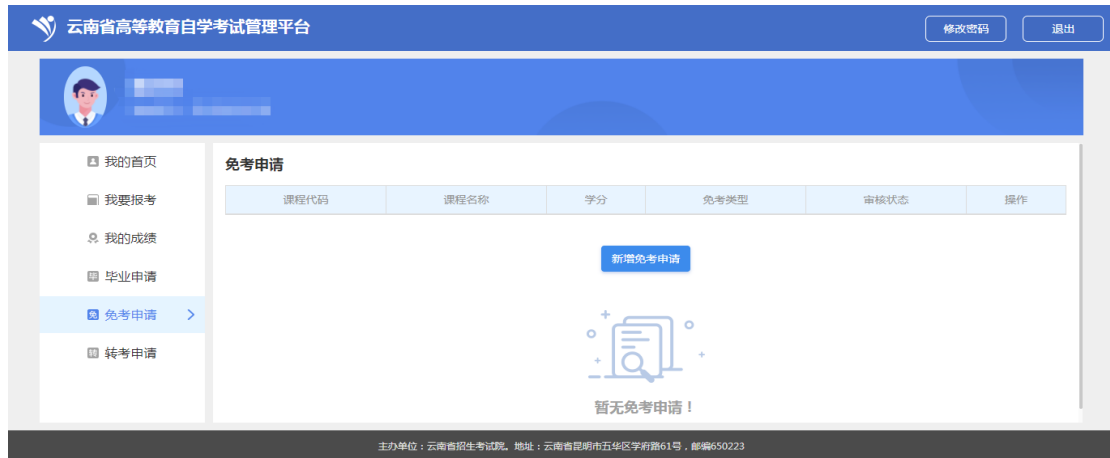 云南省高等教育自学考试管理平台
修改密码
退出
我的首页
我要报考
我的成绩
毕业申请
免考申请
转考申请
免考申请
课程代码 课程名称 学分 免考类型 审核状态 操作
新增免考申请
暂无免考申请！
主办单位：云南省招生考试院。地址：云南省昆明市五华区学府路61号，邮编650223